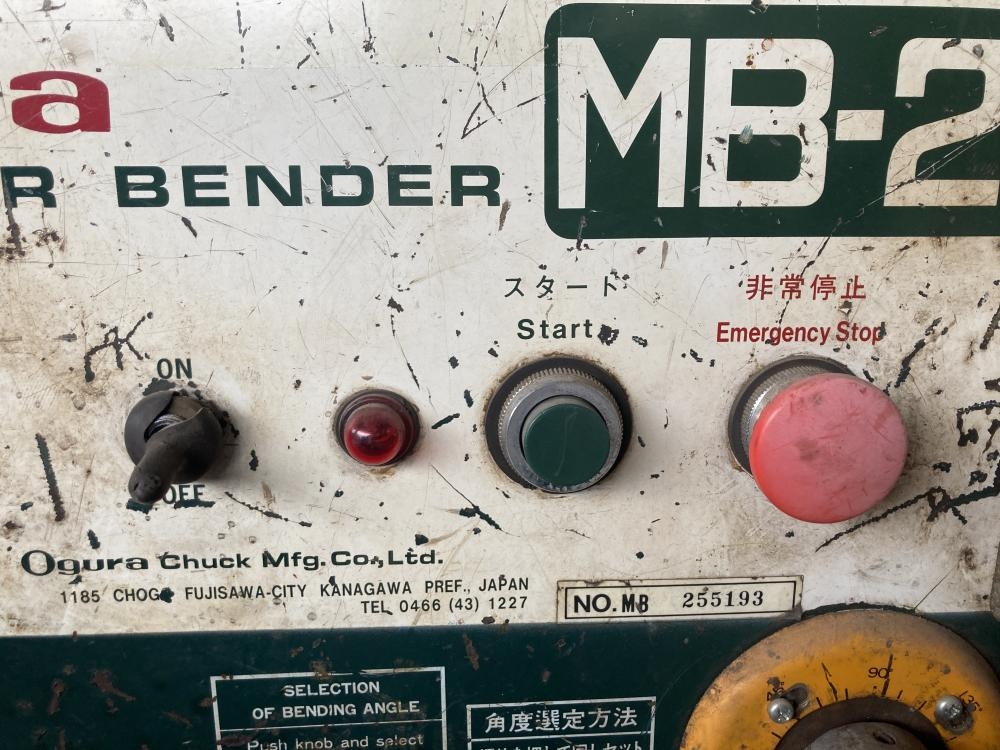 a
MB-2
R BENDER
スタート
非常停止
Start
Emergency Stop
ON
OFF
Ogura Chuck Mfg. Co., Ltd.
1185 CHOGO FUJISAWA-CITY KANAGAWA PREF., JAPAN
TEL 0466 (43) 1227
NO. MB 255193
90°
45
135
SELECTION
OF BENDING ANGLE
Push knob and select
角度選定方法